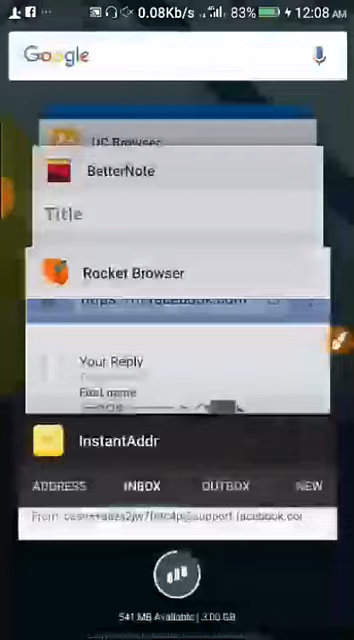 0.08Kb/s 83% 12:08 AM
Google
UC Browser
BetterNote
Title
Rocket Browser
Your Reply
First name
InstantAddr
ADDRESS INBOX OUTBOX NEW
541 MB Available | 3.00 GB